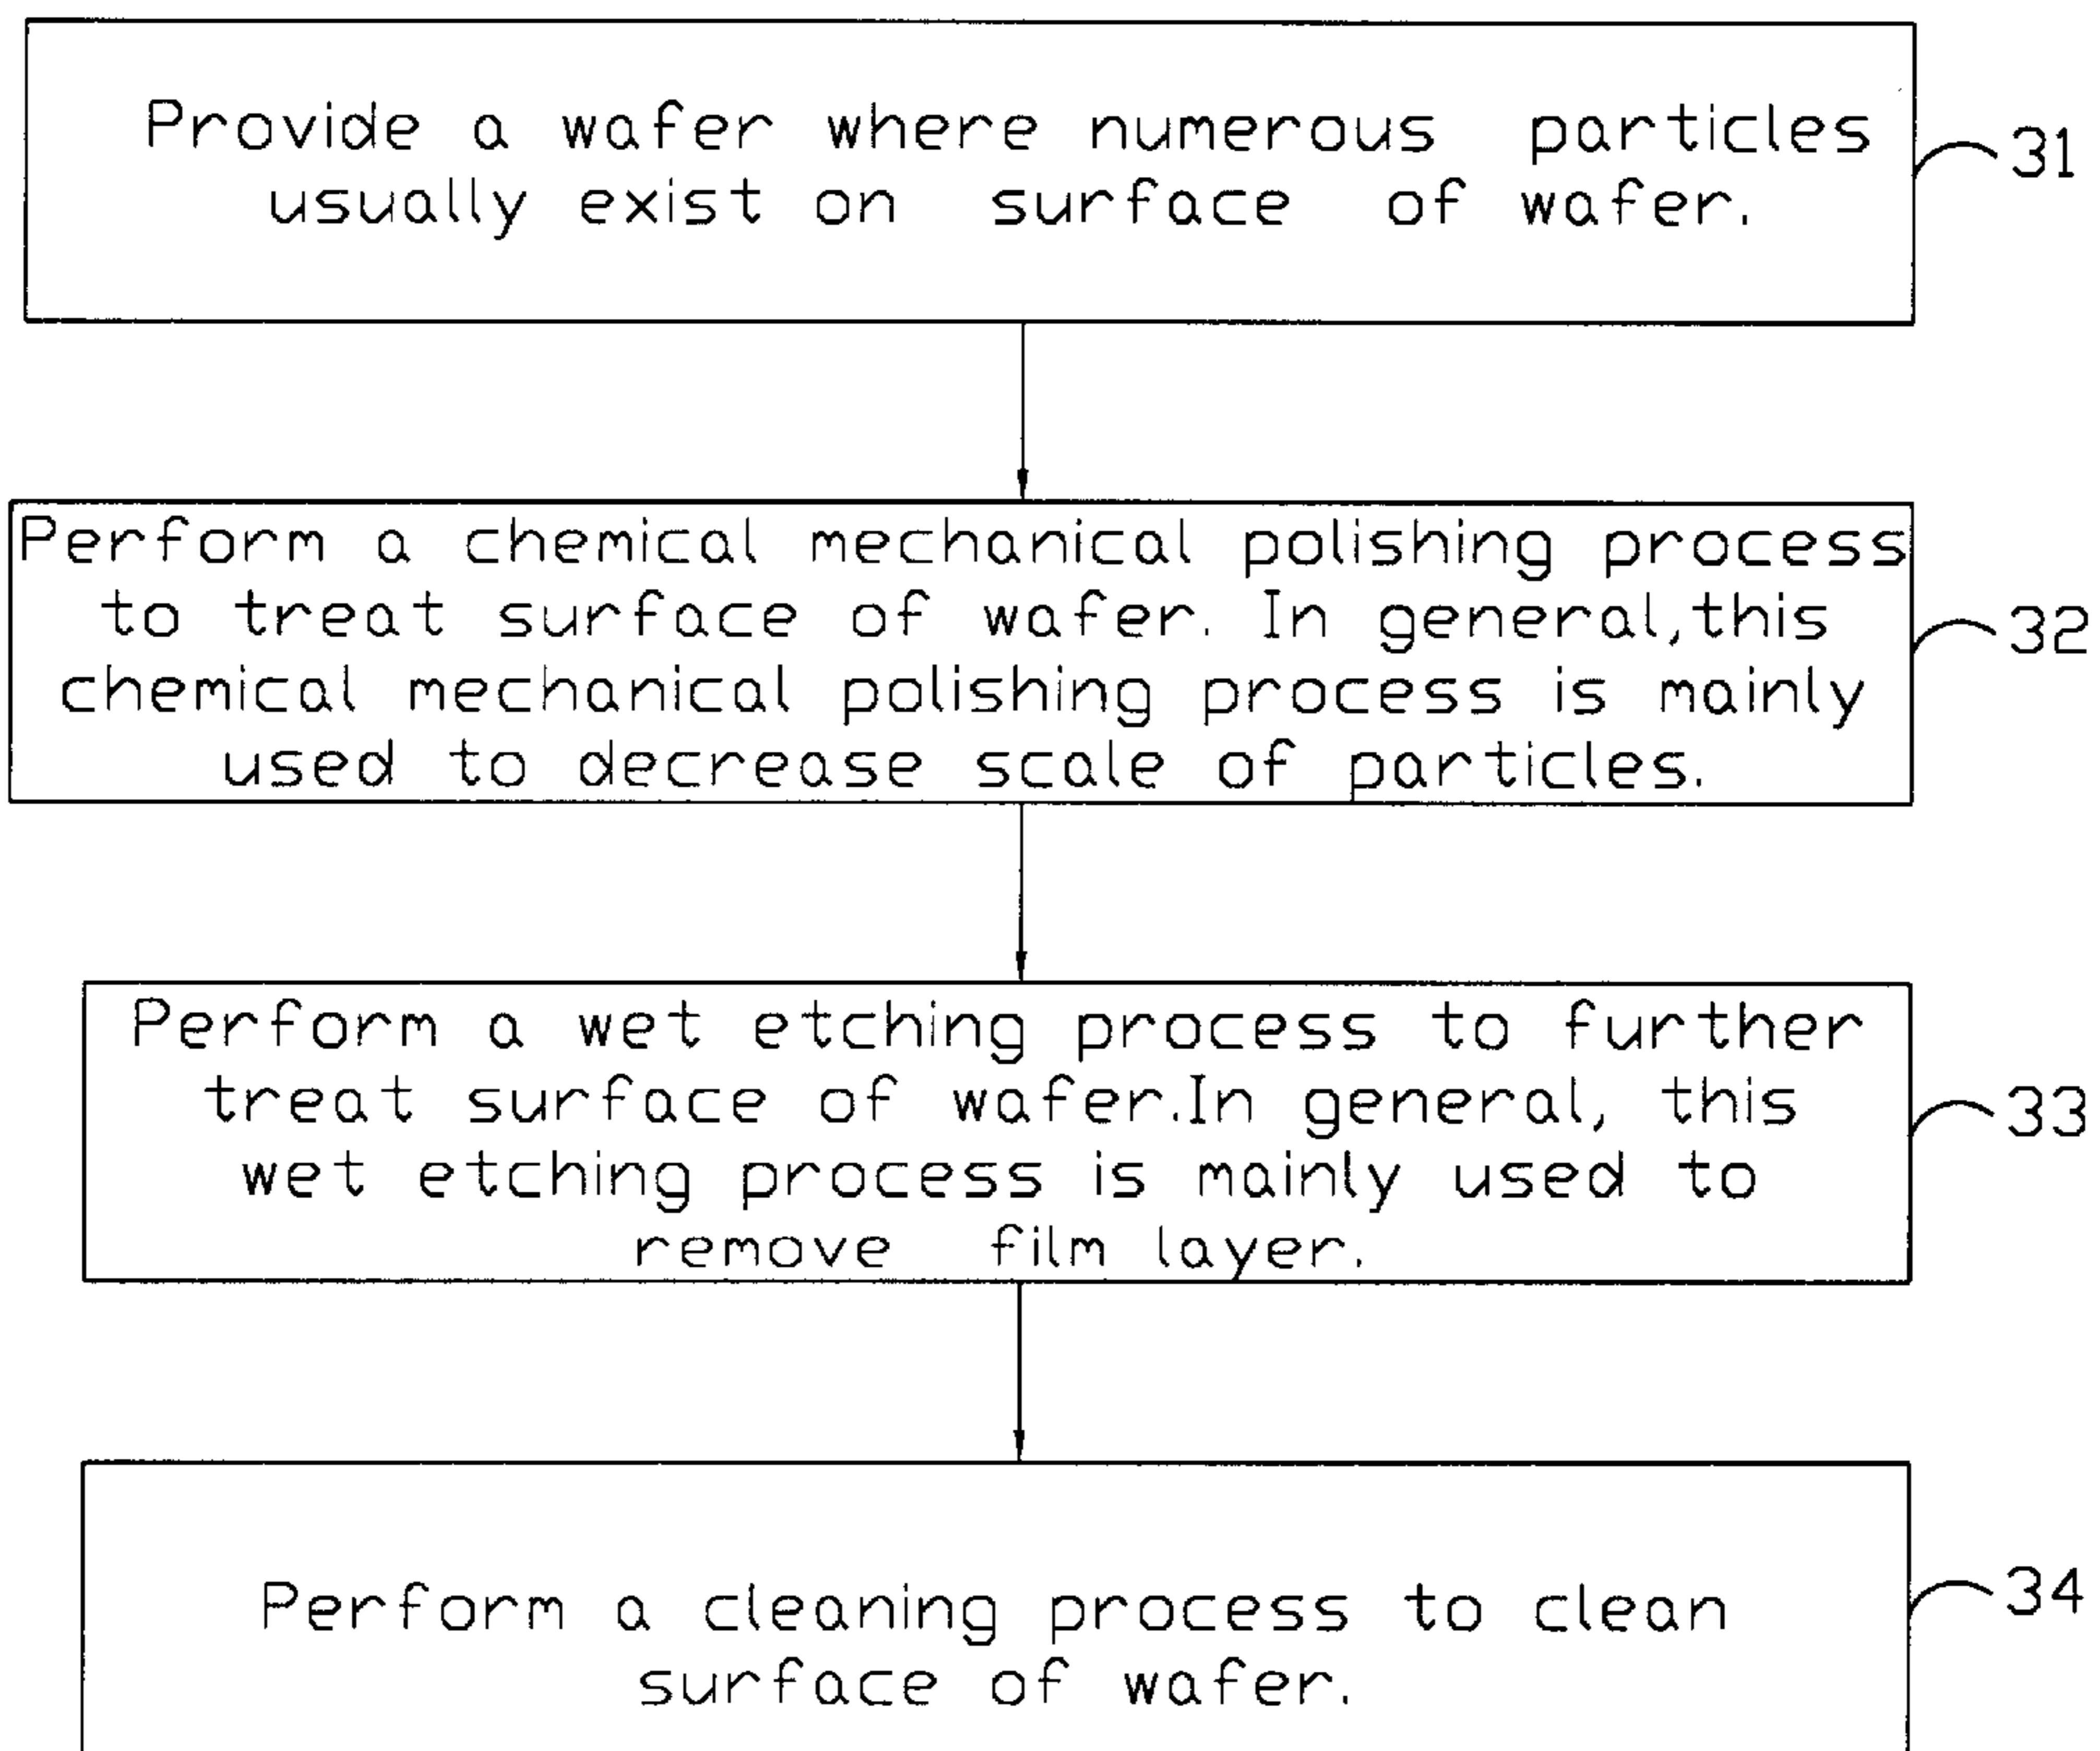 Provide a wafer where numerous particles
usually exist on surface of wafer.
31
Perform a chemical mechanical polishing process
to treat surface of wafer. In general,this
chemical mechanical polishing process is mainly
used to decrease scale of particles.
32
Perform a wet etching process to further
treat surface of wafer.In general, this
wet etching process is mainly used to
remove film layer.
33
Perform a cleaning process to clean
surface of wafer.
34